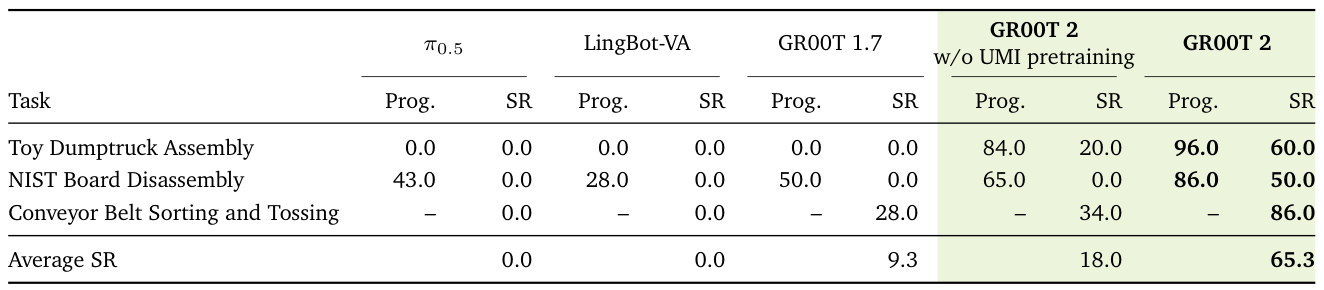 π0.5 LingBot-VA GR00T 1.7 GR00T 2 w/o UMI pretraining GR00T 2
Task Prog. SR Prog. SR Prog. SR Prog. SR Prog. SR
Toy Dumptruck Assembly 0.0 0.0 0.0 0.0 0.0 0.0 84.0 20.0 96.0 60.0
NIST Board Disassembly 43.0 0.0 28.0 0.0 50.0 0.0 65.0 0.0 86.0 50.0
Conveyor Belt Sorting and Tossing – 0.0 – 0.0 – 28.0 – 34.0 – 86.0
Average SR 0.0 0.0 9.3 18.0 65.3